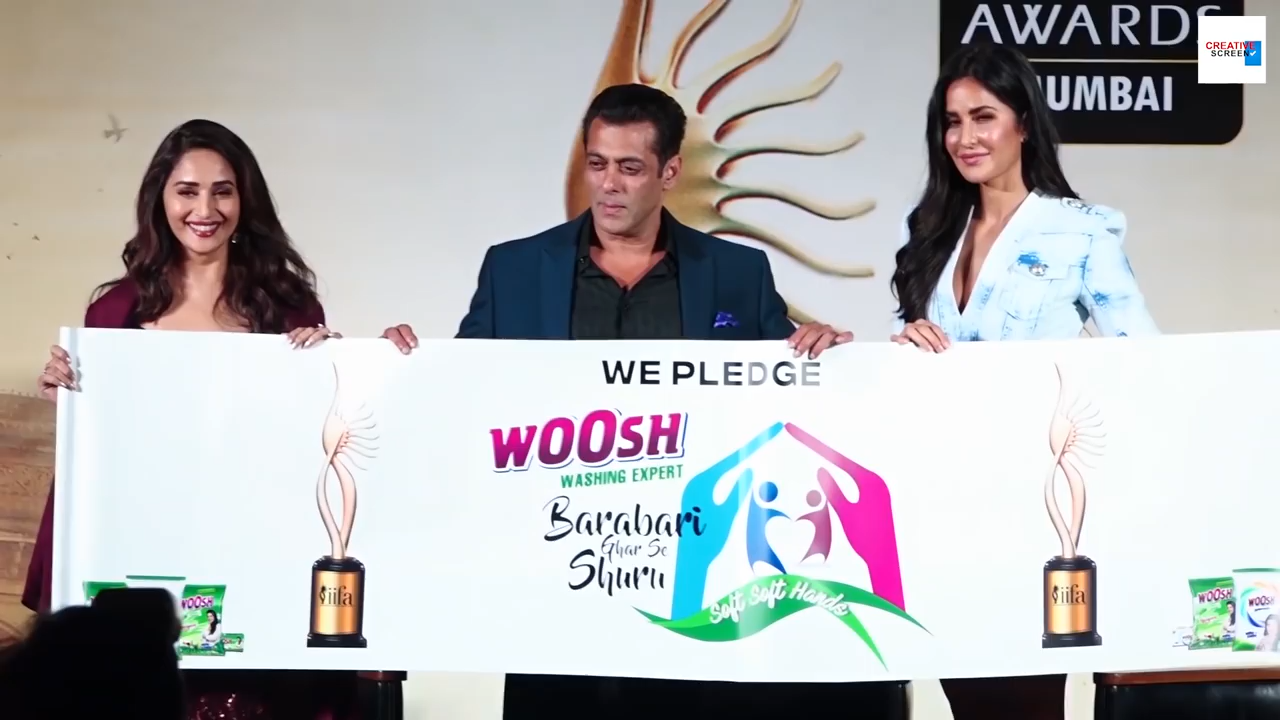 AWARDS
MUMBAI
CREATIVE
SCREEN
WE PLEDGE
WOOSH
WASHING EXPERT
Barabari
Ghar Se
Shuru
Soft Soft Hands
iifa
iifa
WOOSH
WOOSH
WOOSH